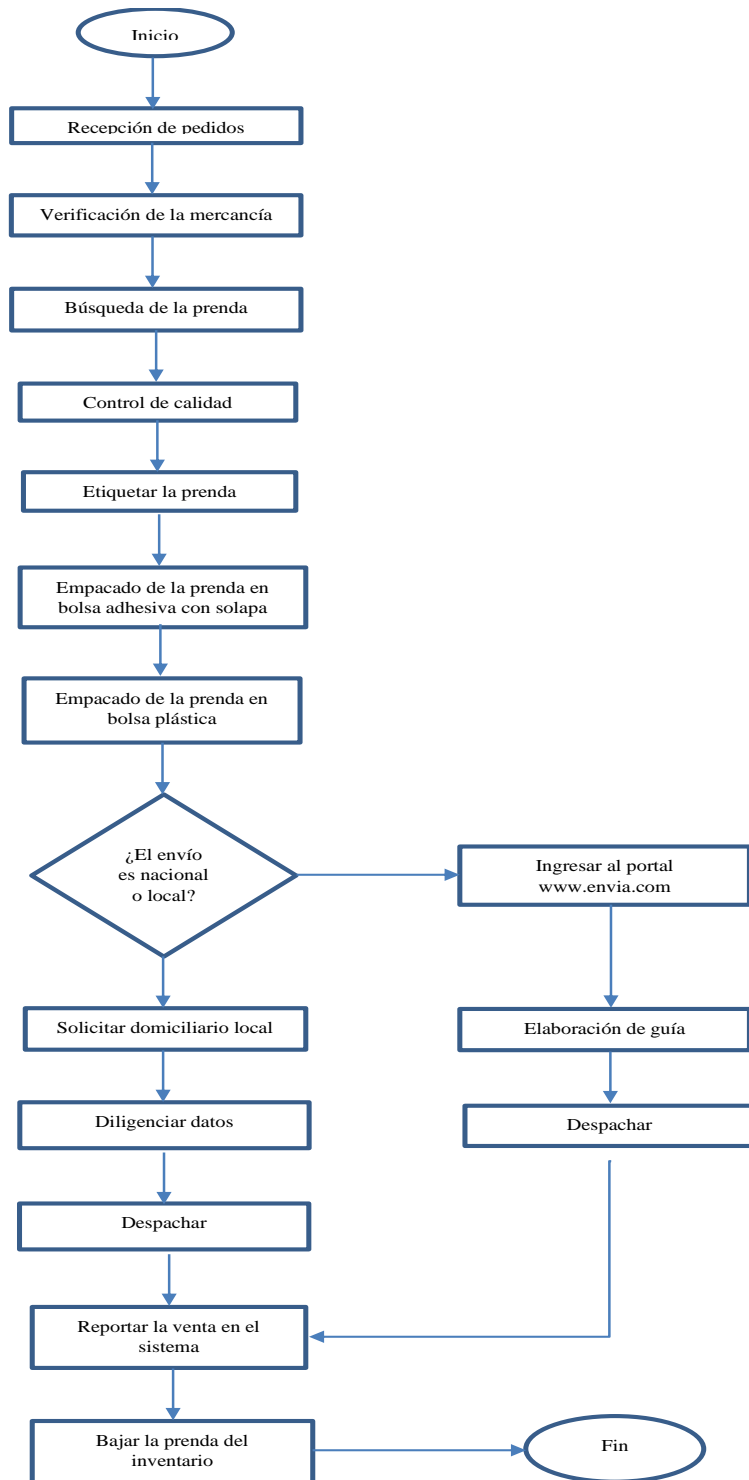 Inicio
Recepción de pedidos
Verificación de la mercancía
Búsqueda de la prenda
Control de calidad
Etiquetar la prenda
Empacado de la prenda en
bolsa adhesiva con solapa
Empacado de la prenda en
bolsa plástica
¿El envío
es nacional
o local?
Ingresar al portal
www.envia.com
Solicitar domiciliario local
Elaboración de guía
Diligenciar datos
Despachar
Despachar
Reportar la venta en el
sistema
Bajar la prenda del
inventario
Fin